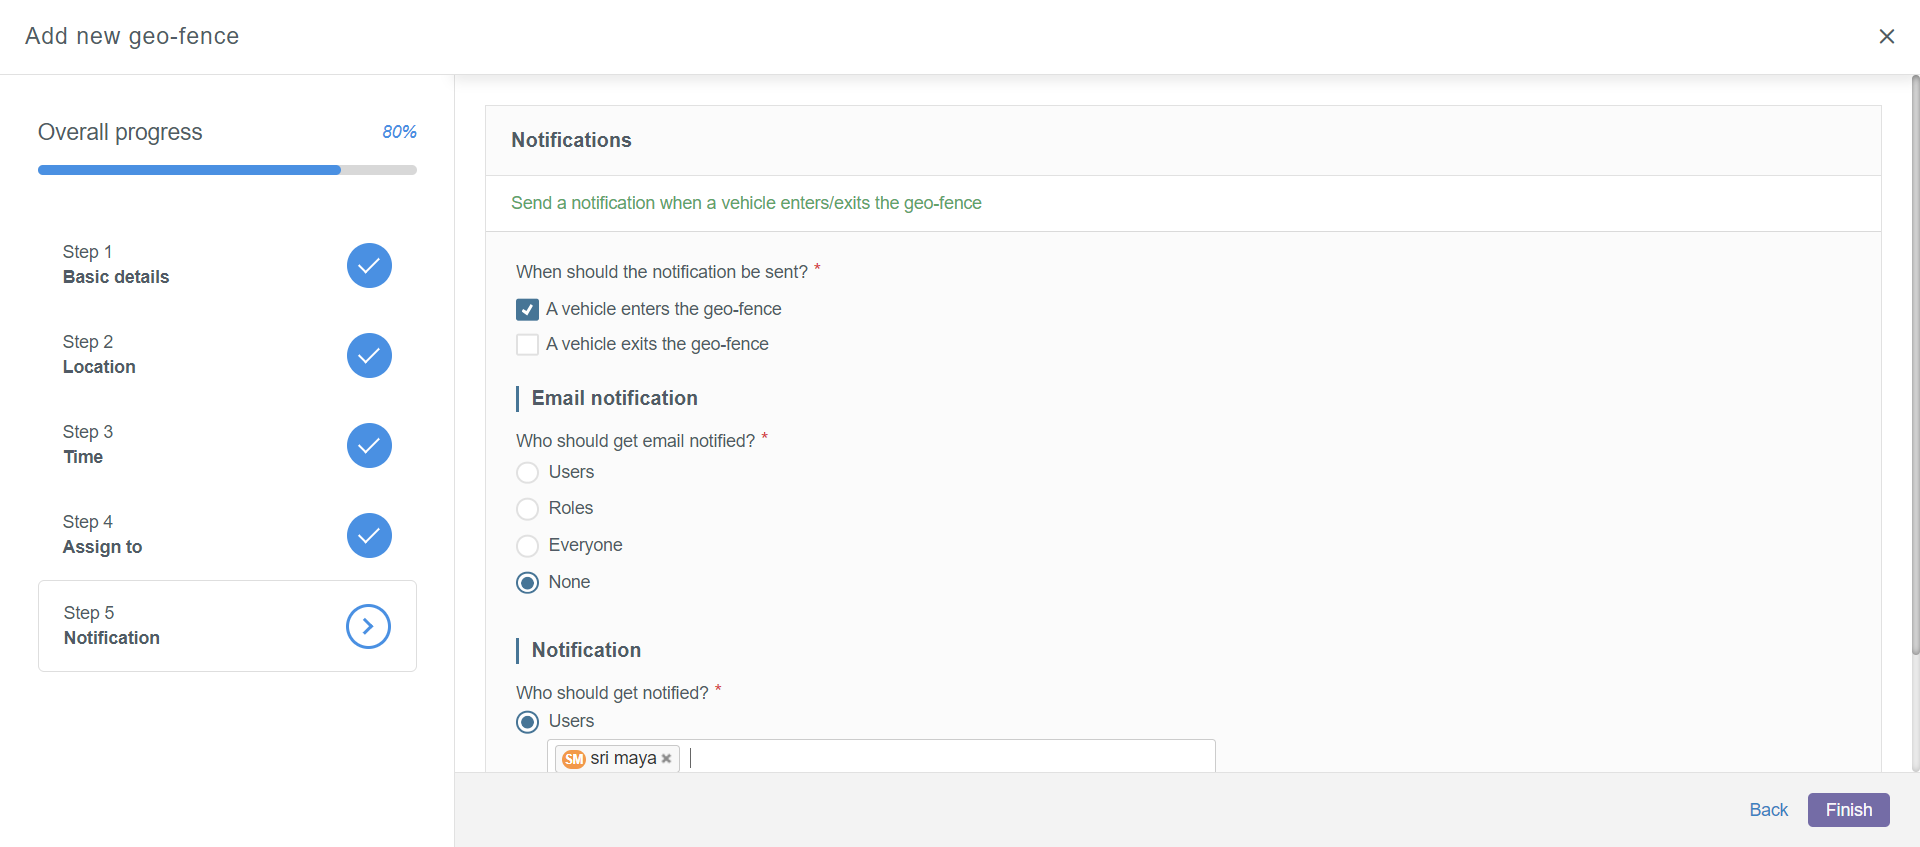 Add new geo-fence
Overall progress
80%
Step 1
Basic details
Step 2
Location
Step 3
Time
Step 4
Assign to
Step 5
Notification
Notifications
Send a notification when a vehicle enters/exits the geo-fence
When should the notification be sent? *
A vehicle enters the geo-fence
A vehicle exits the geo-fence
Email notification
Who should get email notified? *
Users
Roles
Everyone
None
Notification
Who should get notified? *
Users
SM sri maya
Back Finish